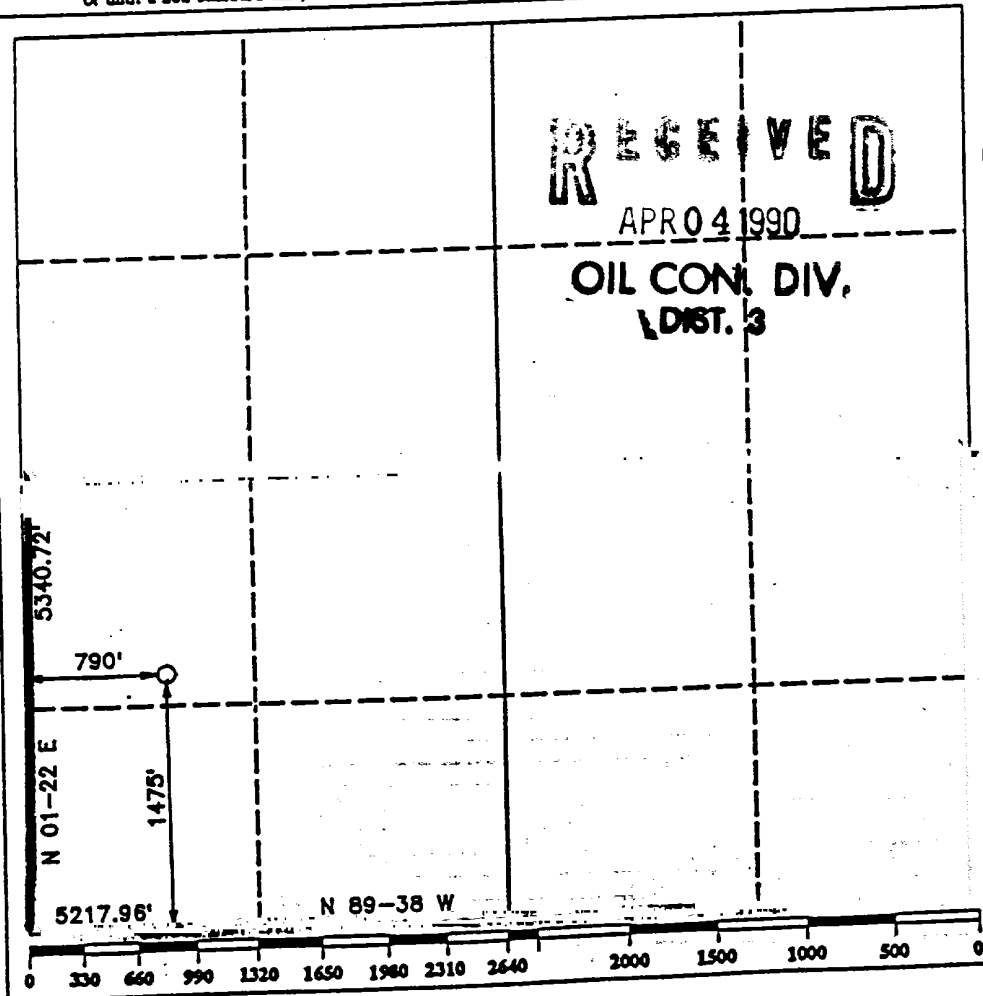 RECEIVED
APR 04 1990
OIL CON. DIV.
DIST. 3
5340.72'
790'
N 01-22 E
1475'
5217.96'
N 89-38 W
0 330 660 990 1320 1650 1980 2310 2640 2000 1500 1000 500 0